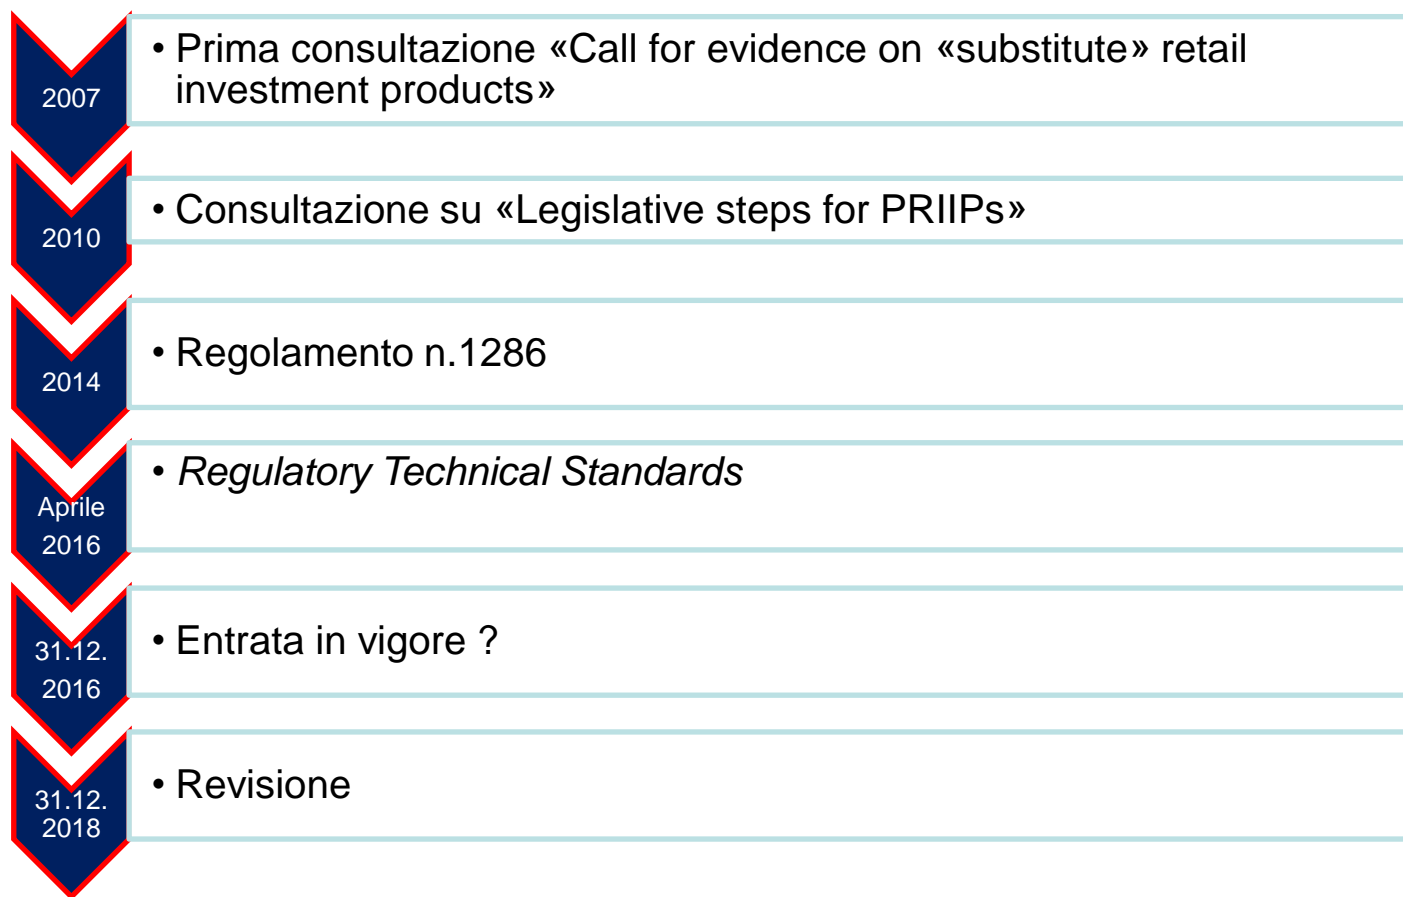 2007
• Prima consultazione «Call for evidence on «substitute» retail
investment products»
2010
• Consultazione su «Legislative steps for PRIIPs»
2014
• Regolamento n.1286
Aprile
2016
• Regulatory Technical Standards
31.12.
2016
• Entrata in vigore ?
31.12.
2018
• Revisione